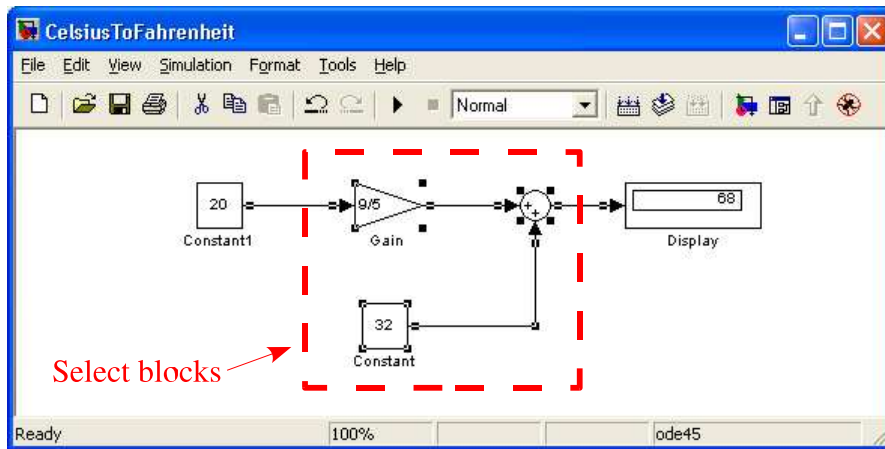 CelsiusToFahrenheit
File Edit View Simulation Format Tools Help
Normal
20
Constant1
9/5
Gain
+
+
68
Display
32
Constant
Select blocks
Ready 100% ode45